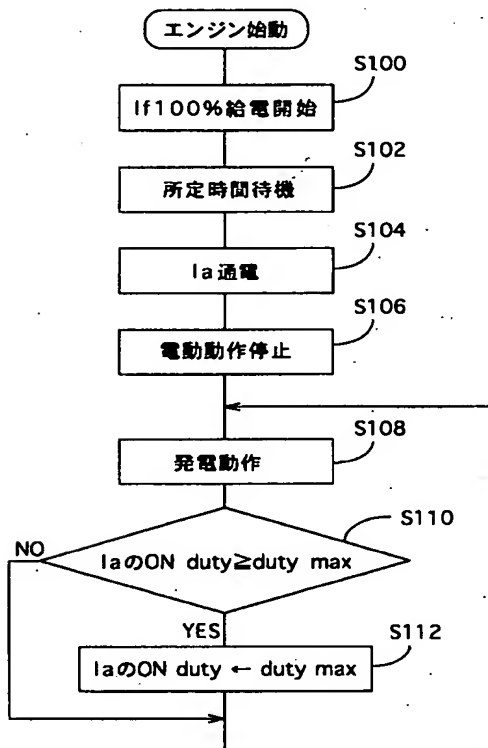 エンジン始動
S100
If100%給電開始
S102
所定時間待機
S104
Ia通電
S106
電動動作停止
S108
発電動作
S110
IaのON duty≧duty max
NO
YES
S112
IaのON duty ← duty max